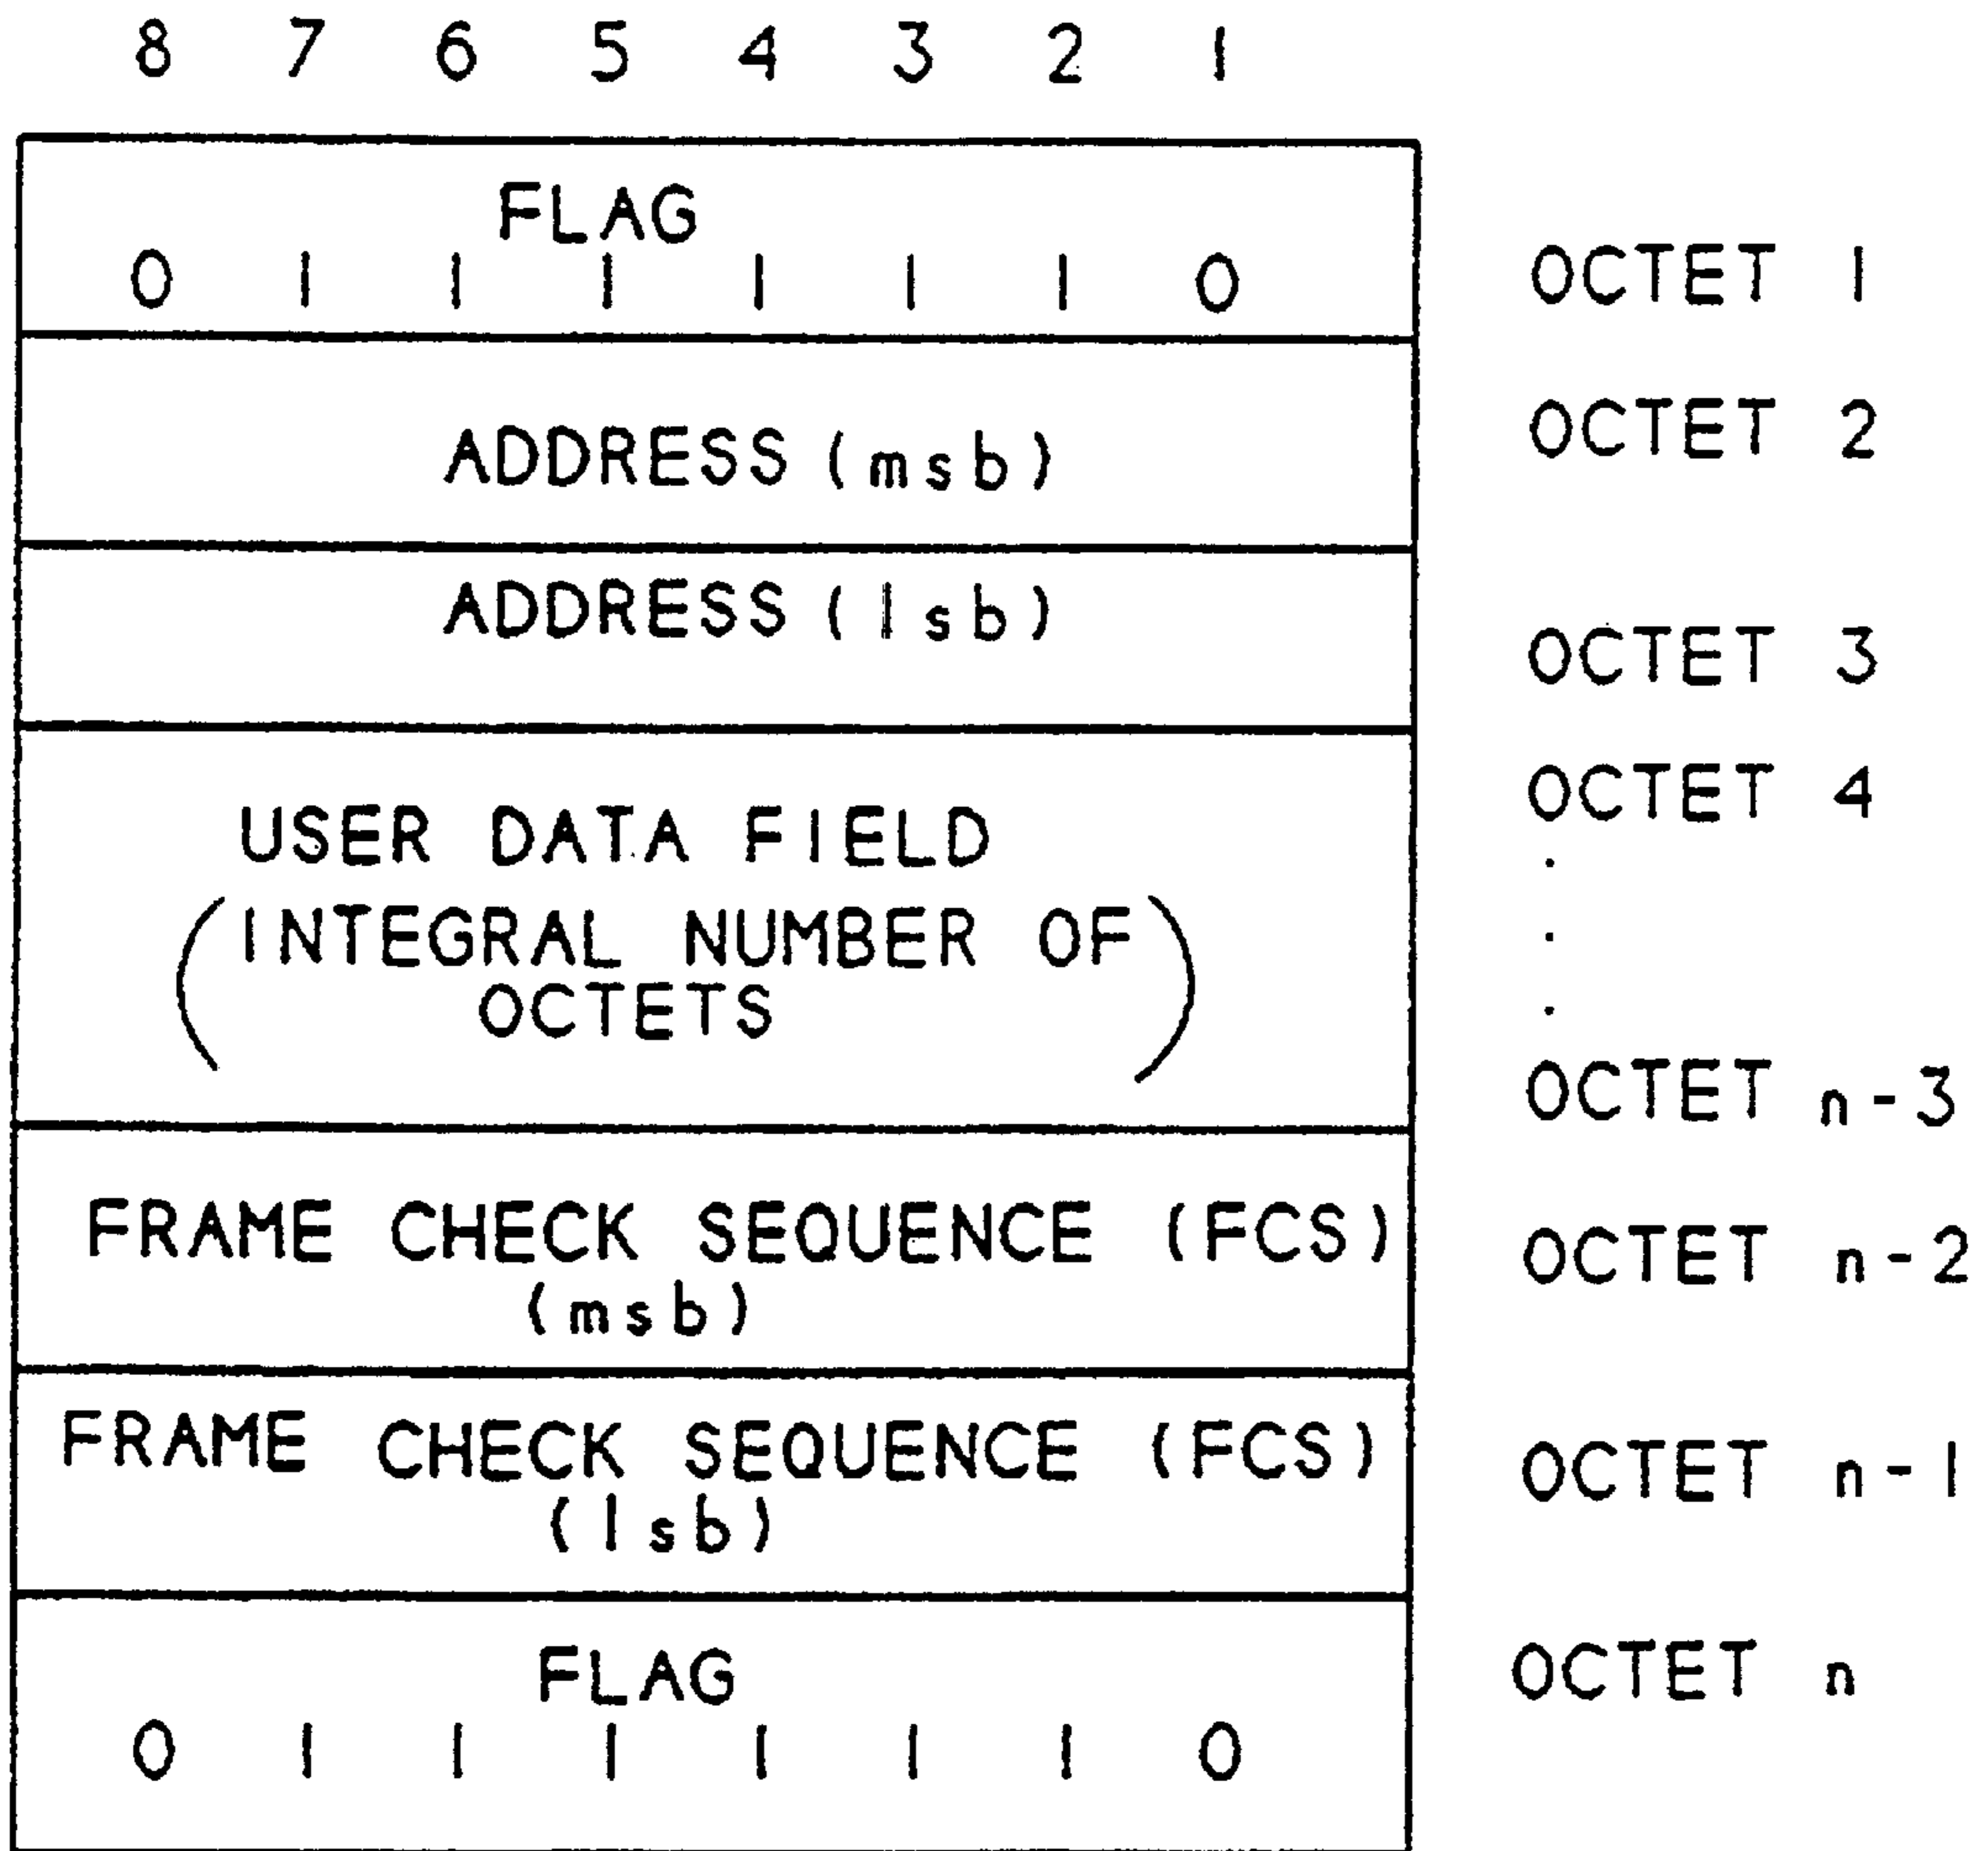 8 7 6 5 4 3 2 1
FLAG
0 1 1 1 1 1 1 0 OCTET 1
ADDRESS (msb) OCTET 2
ADDRESS (lsb) OCTET 3
OCTET 4
USER DATA FIELD
(INTEGRAL NUMBER OF
OCTETS)
OCTET n-3
FRAME CHECK SEQUENCE (FCS) OCTET n-2
(msb)
FRAME CHECK SEQUENCE (FCS) OCTET n-1
(lsb)
FLAG OCTET n
0 1 1 1 1 1 1 0